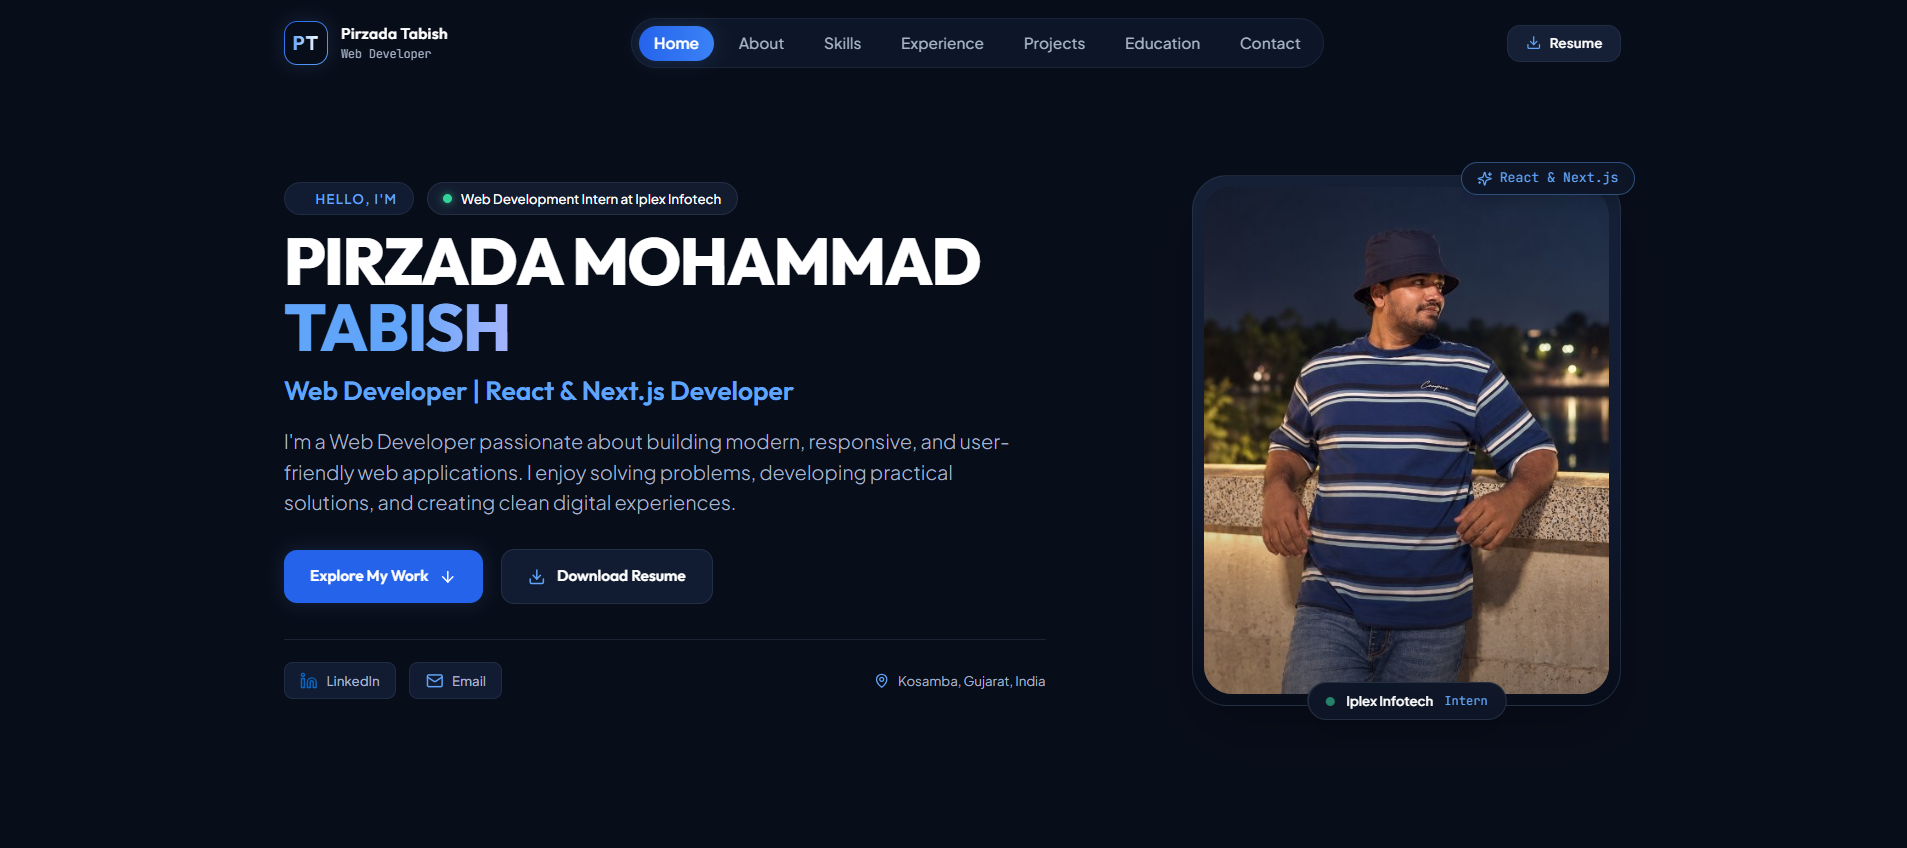 PT
Pirzada Tabish
Web Developer
Home
About
Skills
Experience
Projects
Education
Contact
Resume
HELLO, I'M
Web Development Intern at Iplex Infotech
PIRZADA MOHAMMAD
TABISH
Web Developer | React & Next.js Developer
I'm a Web Developer passionate about building modern, responsive, and user-
friendly web applications. I enjoy solving problems, developing practical
solutions, and creating clean digital experiences.
Explore My Work
Download Resume
LinkedIn
Email
Kosamba, Gujarat, India
React & Next.js
Iplex Infotech Intern